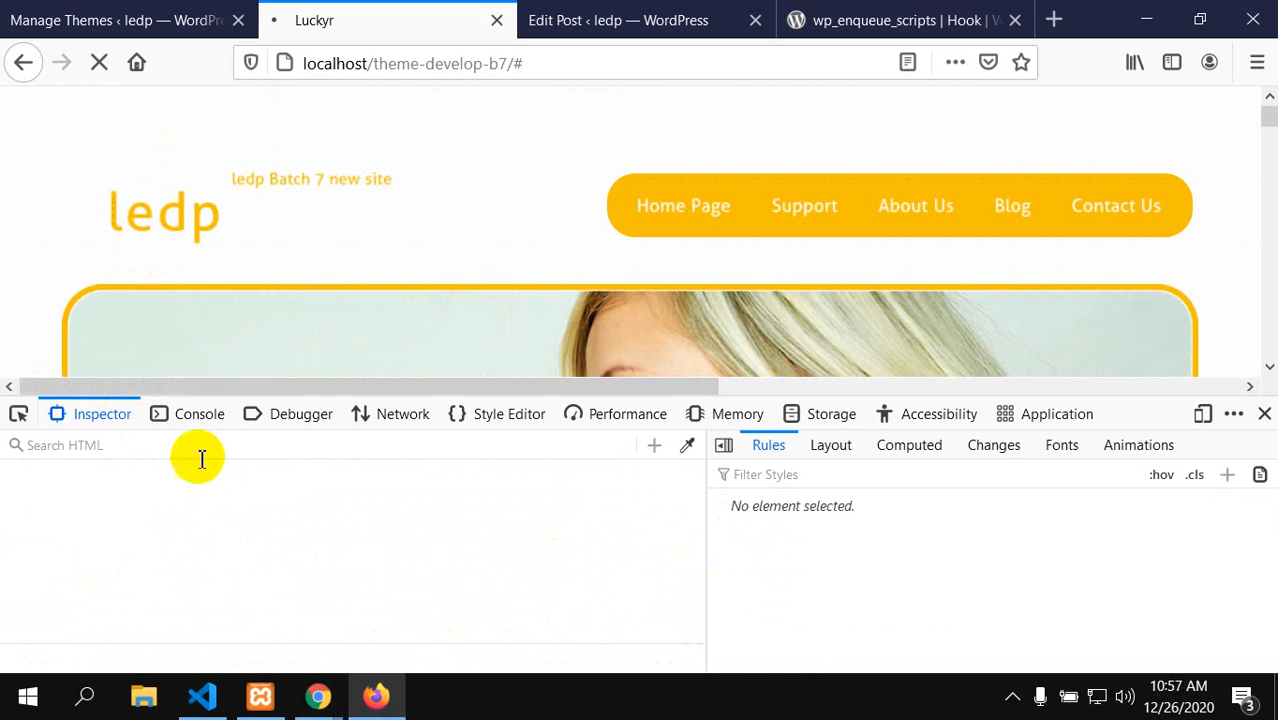 Manage Themes ‹ ledp — WordPre
Luckyr
Edit Post ‹ ledp — WordPress
wp_enqueue_scripts | Hook | W
localhost/theme-develop-b7/#
ledp Batch 7 new site
ledp
Home Page Support About Us Blog Contact Us
Inspector Console Debugger Network Style Editor Performance Memory Storage Accessibility Application
Search HTML
Rules Layout Computed Changes Fonts Animations
Filter Styles
:hov .cls
No element selected.
10:57 AM
12/26/2020
3